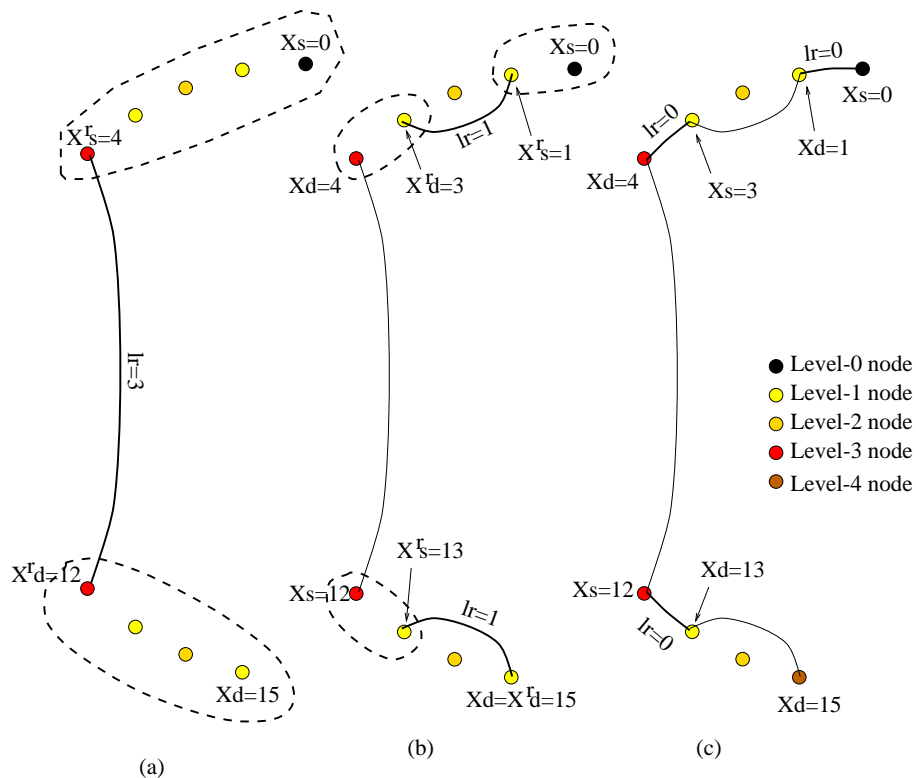 Xs=0
X^r s=4
lr=3
X^r d=12
Xd=15
(a)
Xs=0
lr=1
X^r s=1
X^r d=3
Xd=4
X^r s=13
Xs=12
lr=1
Xd=X^r d=15
(b)
lr=0
Xs=0
lr=0
Xd=1
Xd=4
Xs=3
Xd=13
Xs=12
lr=0
Xd=15
(c)
Level-0 node
Level-1 node
Level-2 node
Level-3 node
Level-4 node